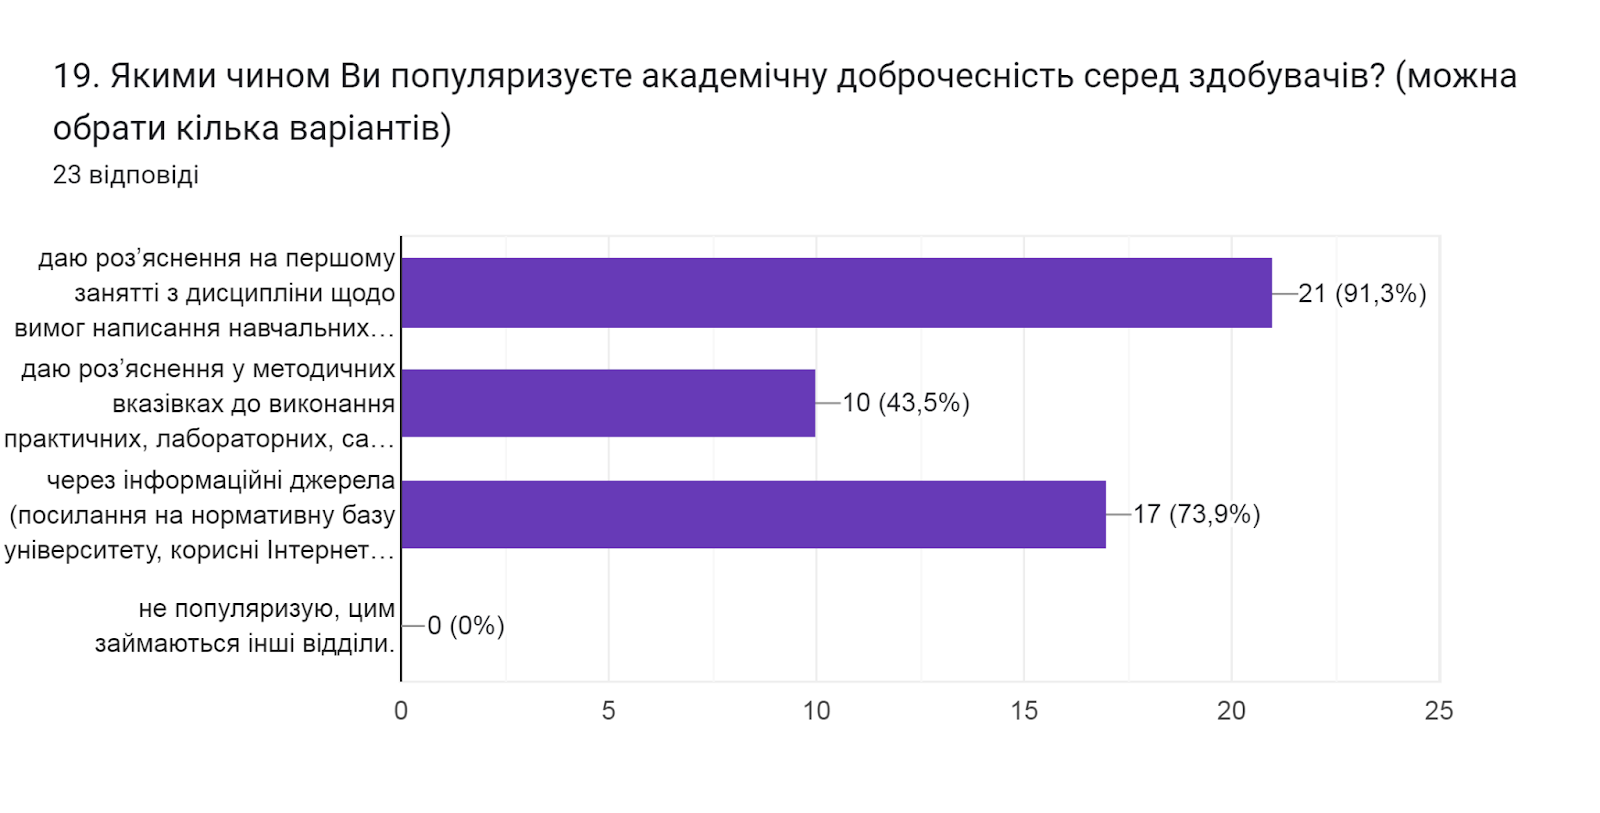 19. Якими чином Ви популяризуєте академічну доброчесність серед здобувачів? (можна
обрати кілька варіантів)
23 відповіді
даю роз’яснення на першому
занятті з дисципліни щодо
вимог написання навчальних…
21 (91,3%)
даю роз’яснення у методичних
вказівках до виконання
практичних, лабораторних, са…
10 (43,5%)
через інформаційні джерела
(посилання на нормативну базу
університету, корисні Інтернет…
17 (73,9%)
не популяризую, цим
займаються інші відділи.
0 (0%)
0 5 10 15 20 25